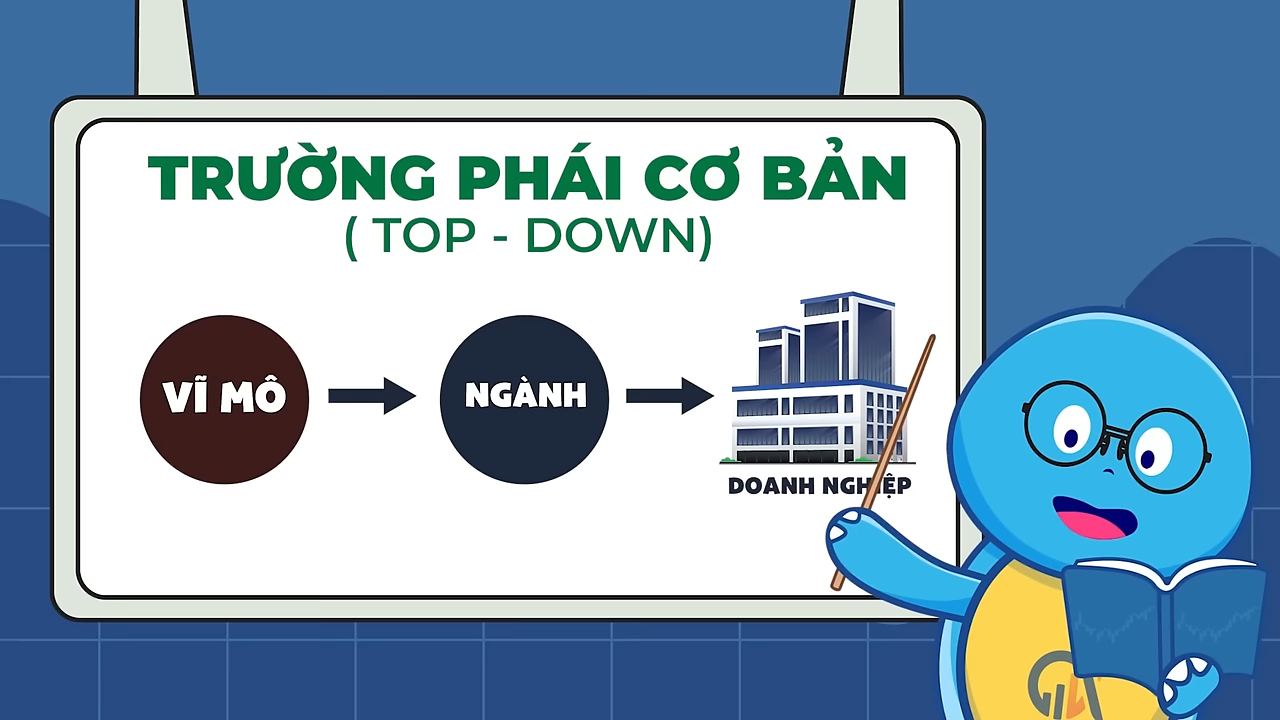 TRƯỜNG PHÁI CƠ BẢN
( TOP - DOWN)
VĨ MÔ
NGÀNH
DOANH NGHIỆP